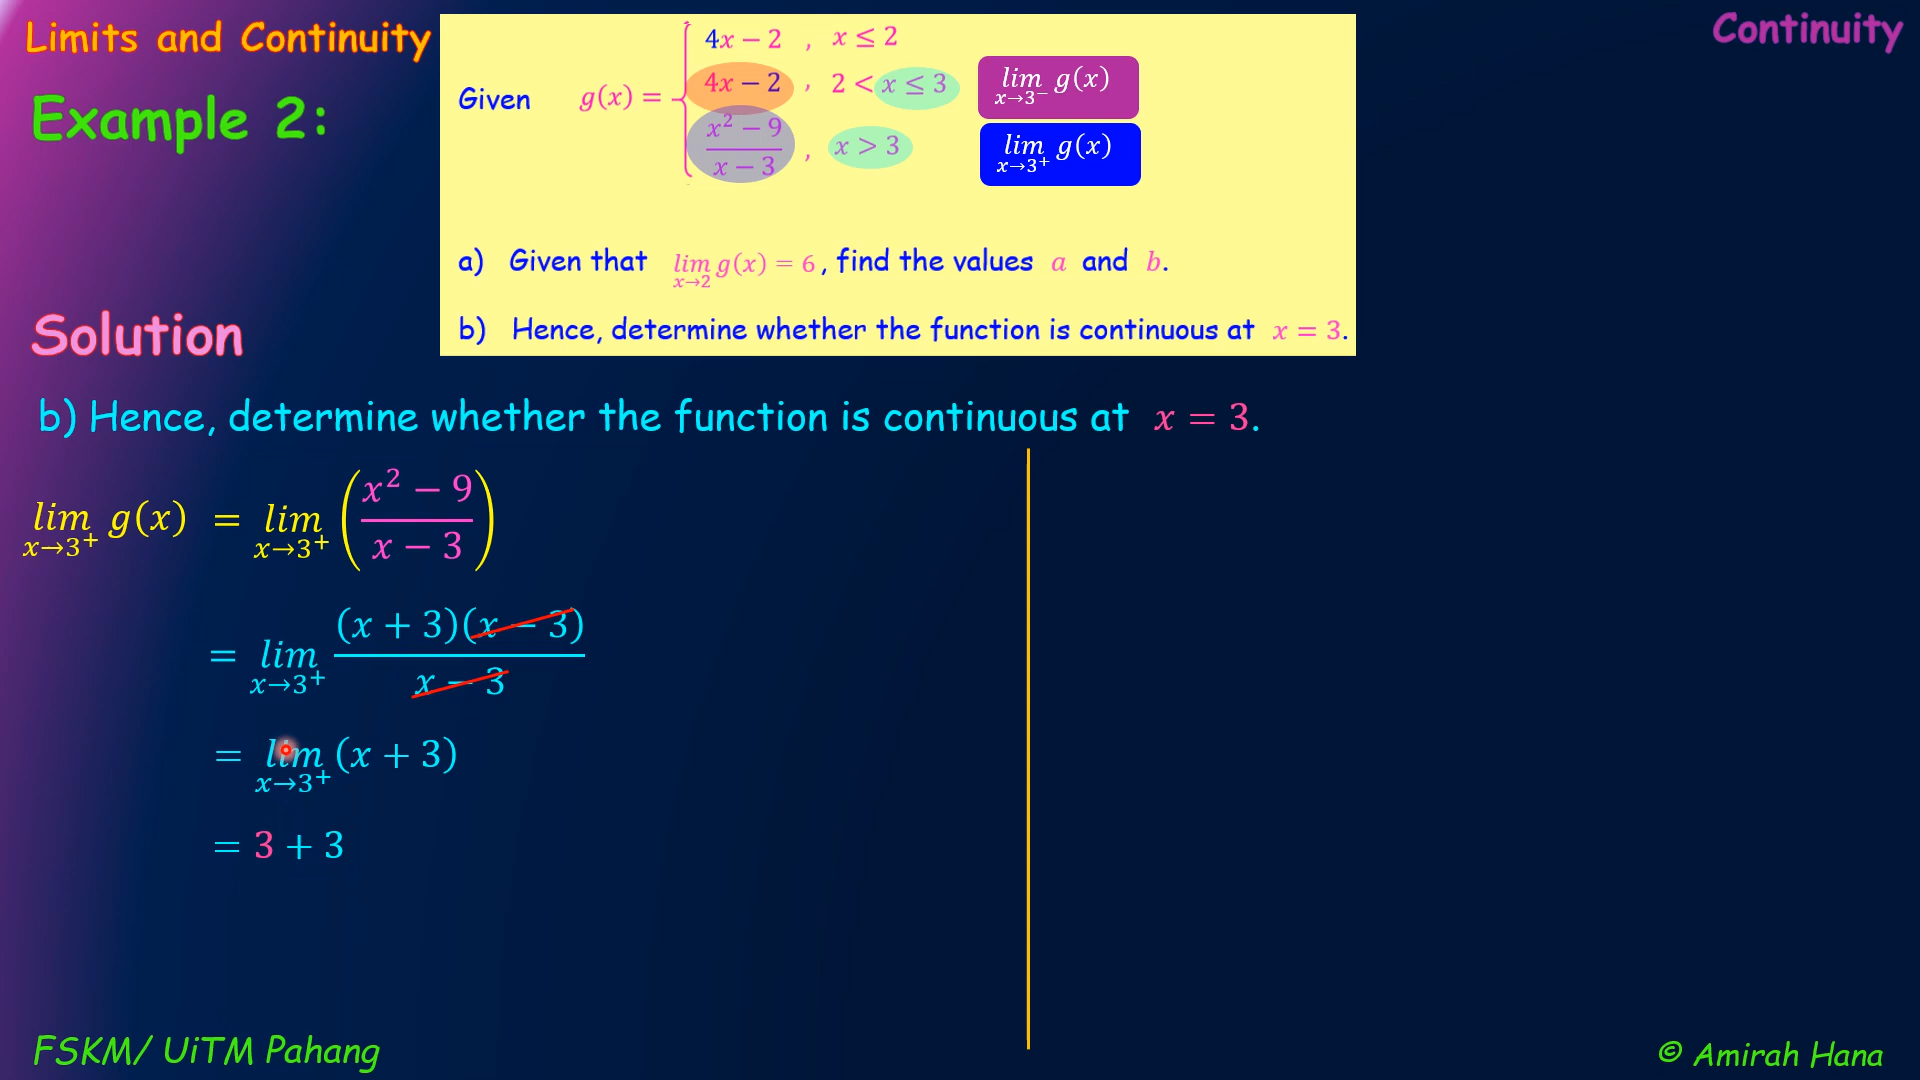 Limits and Continuity
Continuity
Example 2:
Given g(x) = { 4x − 2 , x ≤ 2
4x − 2 , 2 < x ≤ 3
x² − 9 / x − 3 , x > 3
lim x→3⁻ g(x)
lim x→3⁺ g(x)
a) Given that lim x→2 g(x) = 6, find the values a and b.
b) Hence, determine whether the function is continuous at x = 3.
Solution
b) Hence, determine whether the function is continuous at x = 3.
lim x→3⁺ g(x) = lim x→3⁺ (x² − 9 / x − 3)
= lim x→3⁺ (x + 3)(x − 3) / x − 3
= lim x→3⁺ (x + 3)
= 3 + 3
FSKM/ UiTM Pahang
© Amirah Hana